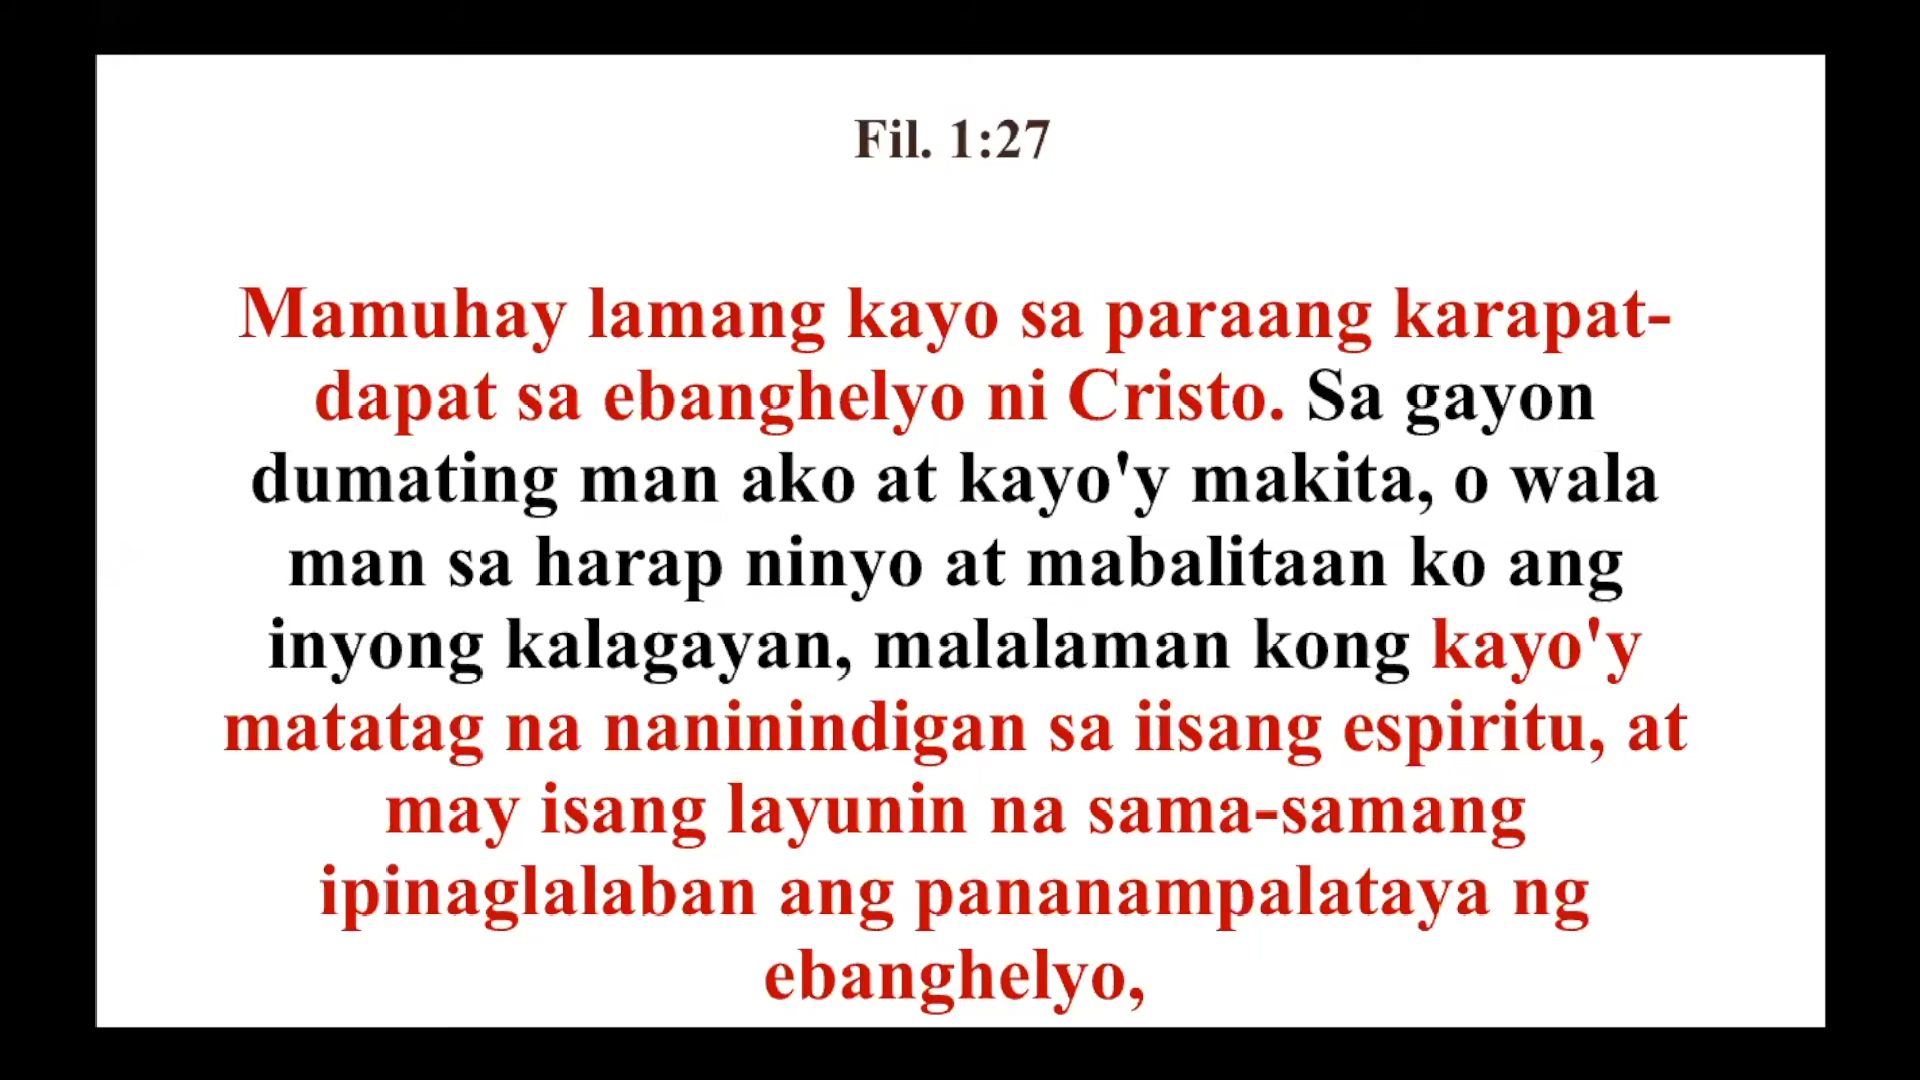 Fil. 1:27
Mamuhay lamang kayo sa paraang karapat-
dapat sa ebanghelyo ni Cristo. Sa gayon
dumating man ako at kayo'y makita, o wala
man sa harap ninyo at mabalitaan ko ang
inyong kalagayan, malalaman kong kayo'y
matatag na naninindigan sa iisang espiritu, at
may isang layunin na sama-samang
ipinaglalaban ang pananampalataya ng
ebanghelyo,